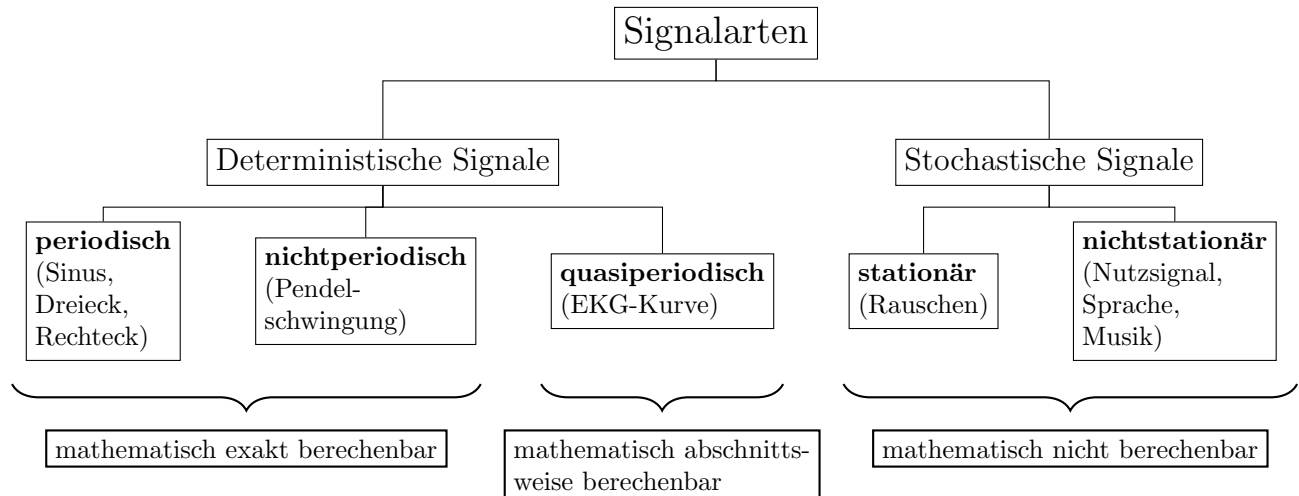 Signalarten
Deterministische Signale
Stochastische Signale
periodisch
(Sinus,
Dreieck,
Rechteck)
nichtperiodisch
(Pendel-
schwingung)
quasiperiodisch
(EKG-Kurve)
stationär
(Rauschen)
nichtstationär
(Nutzsignal,
Sprache,
Musik)
mathematisch exakt berechenbar
mathematisch abschnitts-
weise berechenbar
mathematisch nicht berechenbar